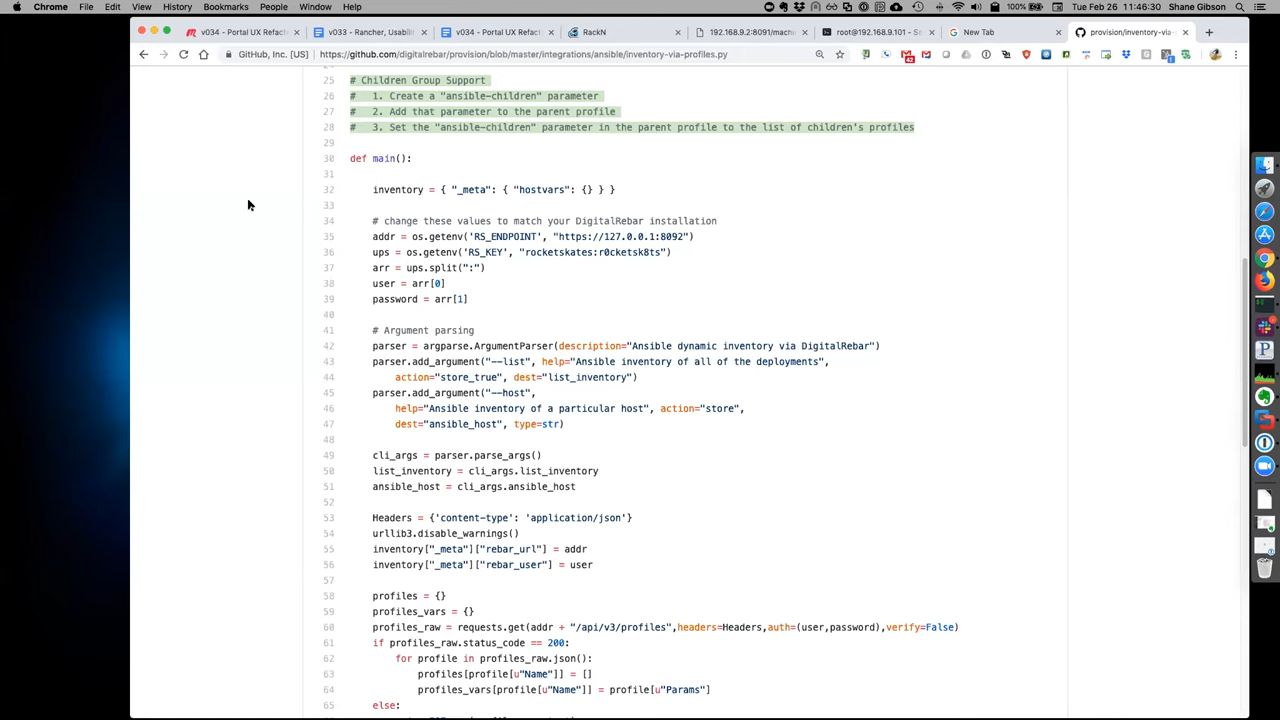 Chrome File Edit View History Bookmarks People Window Help 100% Tue Feb 26 11:46:30 Shane Gibson
v034 - Portal UX Refact × v033 - Rancher, Usabili × v034 - Portal UX Refact × RackN × 192.168.9.2:8091/machi × root@192.168.9.101 - S × New Tab × provision/inventory-via- ×
GitHub, Inc. [US] https://github.com/digitalrebar/provision/blob/master/integrations/ansible/inventory-via-profiles.py 42
25 # Children Group Support
26 # 1. Create a "ansible-children" parameter
27 # 2. Add that parameter to the parent profile
28 # 3. Set the "ansible-children" parameter in the parent profile to the list of children's profiles
29
30 def main():
31
32 inventory = { "_meta": { "hostvars": {} } }
33
34 # change these values to match your DigitalRebar installation
35 addr = os.getenv('RS_ENDPOINT', "https://127.0.0.1:8092")
36 ups = os.getenv('RS_KEY', "rocketskates:r0cketsk8ts")
37 arr = ups.split(":")
38 user = arr[0]
39 password = arr[1]
40
41 # Argument parsing
42 parser = argparse.ArgumentParser(description="Ansible dynamic inventory via DigitalRebar")
43 parser.add_argument("--list", help="Ansible inventory of all of the deployments",
44 action="store_true", dest="list_inventory")
45 parser.add_argument("--host",
46 help="Ansible inventory of a particular host", action="store",
47 dest="ansible_host", type=str)
48
49 cli_args = parser.parse_args()
50 list_inventory = cli_args.list_inventory
51 ansible_host = cli_args.ansible_host
52
53 Headers = {'content-type': 'application/json'}
54 urllib3.disable_warnings()
55 inventory["_meta"]["rebar_url"] = addr
56 inventory["_meta"]["rebar_user"] = user
57
58 profiles = {}
59 profiles_vars = {}
60 profiles_raw = requests.get(addr + "/api/v3/profiles",headers=Headers,auth=(user,password),verify=False)
61 if profiles_raw.status_code == 200:
62 for profile in profiles_raw.json():
63 profiles[profile[u"Name"]] = []
64 profiles_vars[profile[u"Name"]] = profile[u"Params"]
65 else: